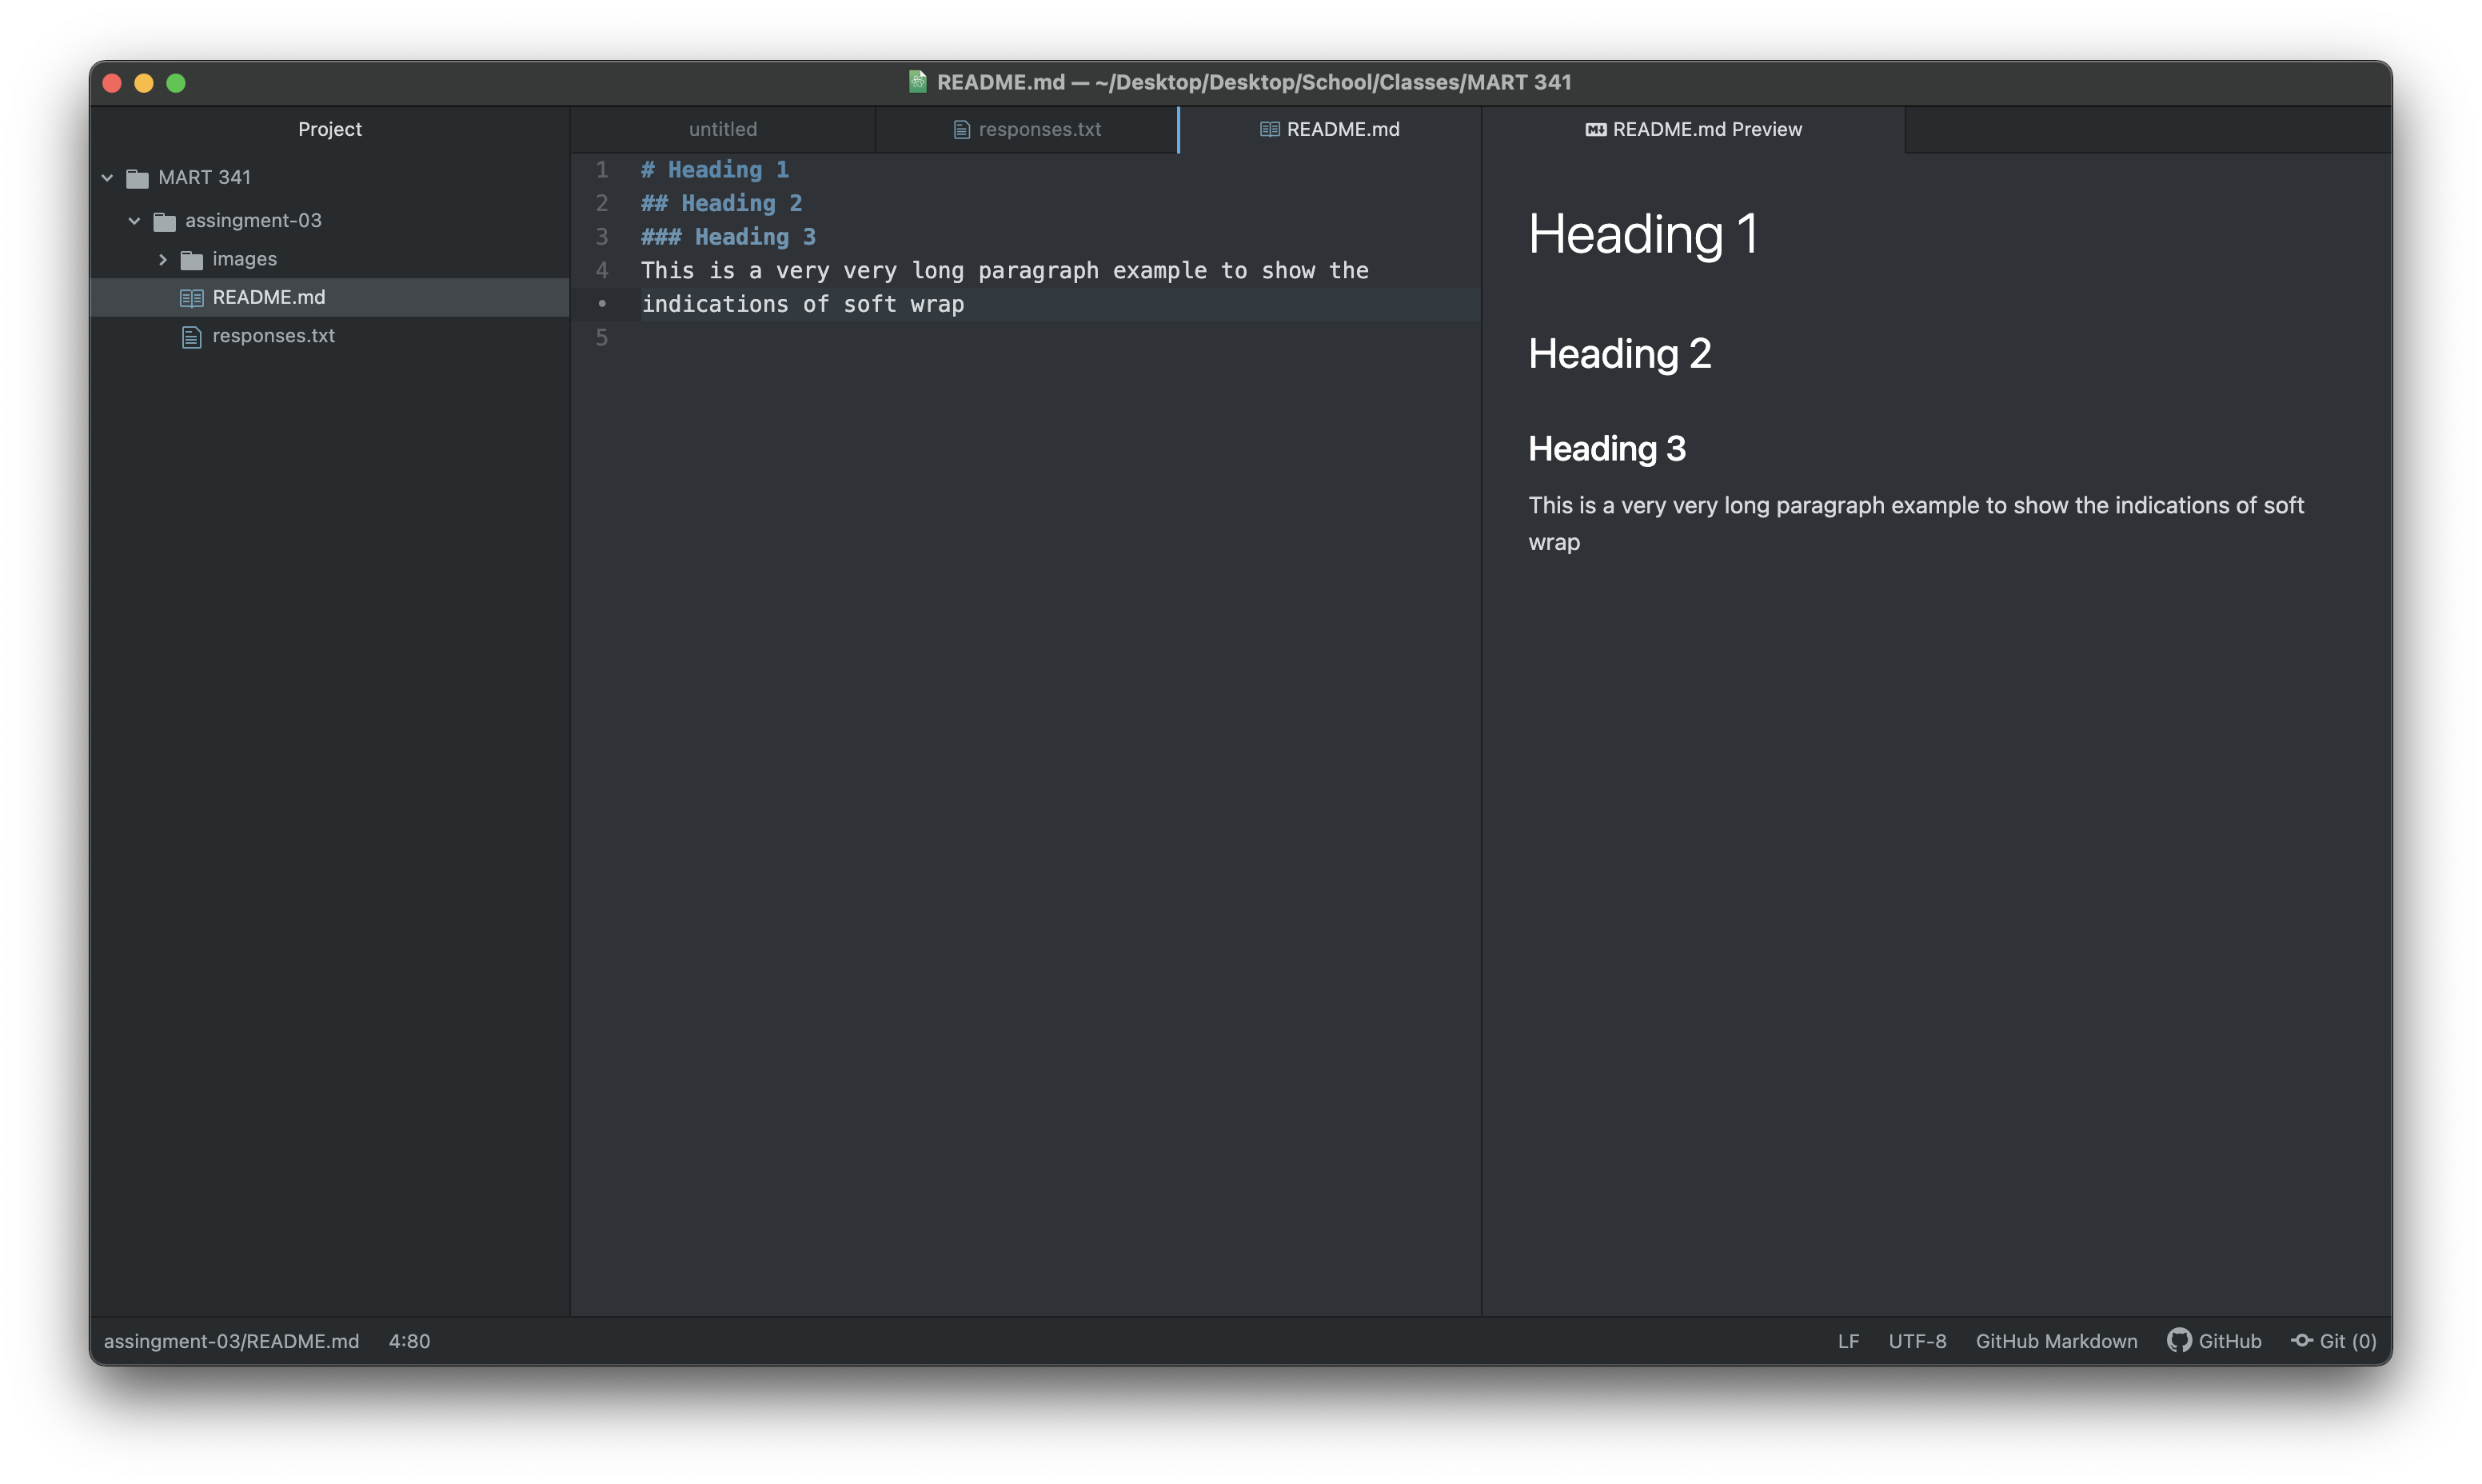 README.md — ~/Desktop/Desktop/School/Classes/MART 341
Project
MART 341
assingment-03
images
README.md
responses.txt
untitled
responses.txt
README.md
README.md Preview
1 # Heading 1
2 ## Heading 2
3 ### Heading 3
4 This is a very very long paragraph example to show the
• indications of soft wrap
5
Heading 1
Heading 2
Heading 3
This is a very very long paragraph example to show the indications of soft
wrap
assingment-03/README.md 4:80
LF UTF-8 GitHub Markdown GitHub Git (0)